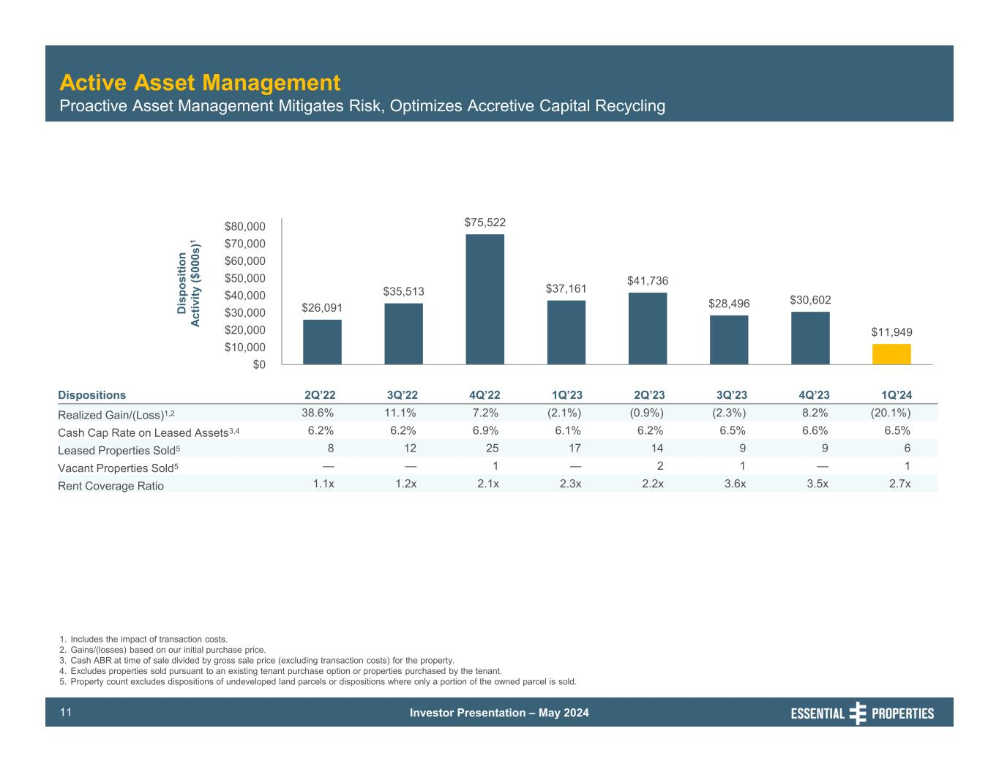 Active Asset Management
Proactive Asset Management Mitigates Risk, Optimizes Accretive Capital Recycling
Disposition
Activity ($000s)1
$80,000
$70,000
$60,000
$50,000
$40,000
$30,000
$20,000
$10,000
$0
$26,091
$35,513
$75,522
$37,161
$41,736
$28,496
$30,602
$11,949
Dispositions 2Q’22 3Q’22 4Q’22 1Q’23 2Q’23 3Q’23 4Q’23 1Q’24
Realized Gain/(Loss)1,2 38.6% 11.1% 7.2% (2.1%) (0.9%) (2.3%) 8.2% (20.1%)
Cash Cap Rate on Leased Assets3,4 6.2% 6.2% 6.9% 6.1% 6.2% 6.5% 6.6% 6.5%
Leased Properties Sold5 8 12 25 17 14 9 9 6
Vacant Properties Sold5 — — 1 — 2 1 — 1
Rent Coverage Ratio 1.1x 1.2x 2.1x 2.3x 2.2x 3.6x 3.5x 2.7x
1. Includes the impact of transaction costs.
2. Gains/(losses) based on our initial purchase price.
3. Cash ABR at time of sale divided by gross sale price (excluding transaction costs) for the property.
4. Excludes properties sold pursuant to an existing tenant purchase option or properties purchased by the tenant.
5. Property count excludes dispositions of undeveloped land parcels or dispositions where only a portion of the owned parcel is sold.
11 Investor Presentation – May 2024 ESSENTIAL PROPERTIES